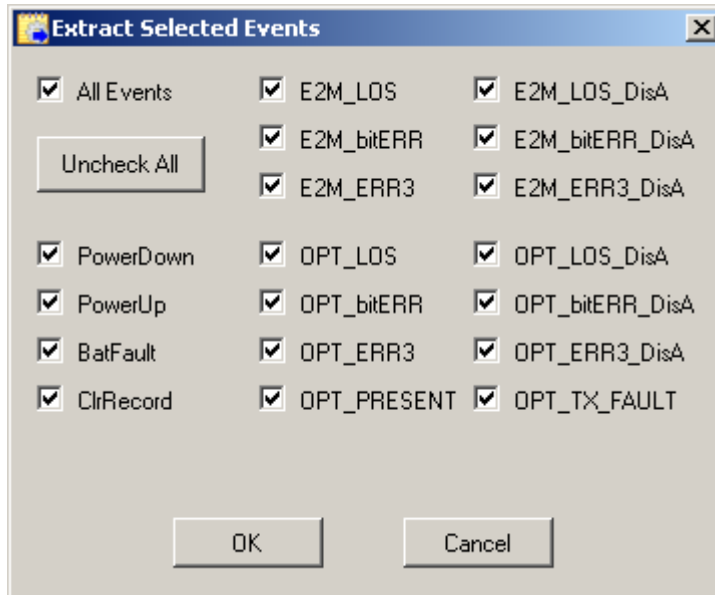 Extract Selected Events
All Events E2M_LOS E2M_LOS_DisA
Uncheck All E2M_bitERR E2M_bitERR_DisA
E2M_ERR3 E2M_ERR3_DisA
PowerDown OPT_LOS OPT_LOS_DisA
PowerUp OPT_bitERR OPT_bitERR_DisA
BatFault OPT_ERR3 OPT_ERR3_DisA
ClrRecord OPT_PRESENT OPT_TX_FAULT
OK Cancel